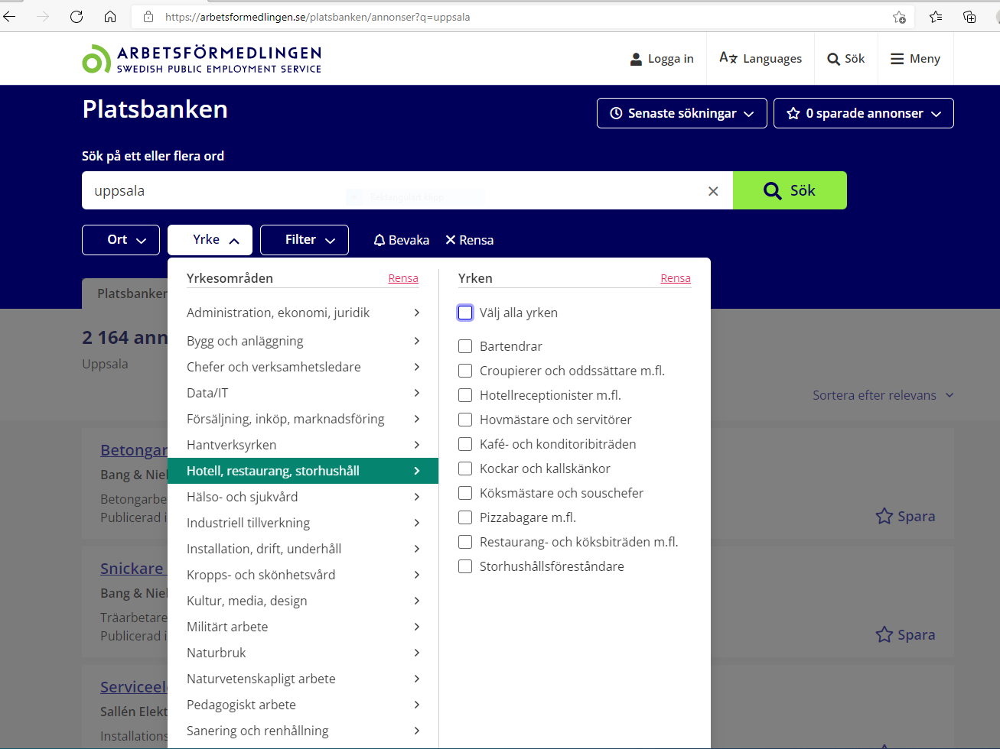 https://arbetsformedlingen.se/platsbanken/annonser?q=uppsala
ARBETSFÖRMEDLINGEN
SWEDISH PUBLIC EMPLOYMENT SERVICE
Logga in
Languages
Sök
Meny
Platsbanken
Senaste sökningar
0 sparade annonser
Sök på ett eller flera ord
uppsala
Rektangulärt klipp
Sök
Ort
Yrke
Filter
Bevaka
Rensa
Platsbanken
2 164 ann
Uppsala
Sortera efter relevans
Yrkesområden
Rensa
Administration, ekonomi, juridik
Bygg och anläggning
Chefer och verksamhetsledare
Data/IT
Försäljning, inköp, marknadsföring
Hantverksyrken
Hotell, restaurang, storhushåll
Hälso- och sjukvård
Industriell tillverkning
Installation, drift, underhåll
Kropps- och skönhetsvård
Kultur, media, design
Militärt arbete
Naturbruk
Naturvetenskapligt arbete
Pedagogiskt arbete
Sanering och renhållning
Yrken
Rensa
Välj alla yrken
Bartendrar
Croupierer och oddssättare m.fl.
Hotellreceptionister m.fl.
Hovmästare och servitörer
Kafé- och konditoribiträden
Kockar och kallskänkor
Köksmästare och souschefer
Pizzabagare m.fl.
Restaurang- och köksbiträden m.fl.
Storhushållsföreståndare
Betongar
Bang & Niel
Betongarbe
Publicerad i
Spara
Snickare
Bang & Niel
Träarbetare
Publicerad i
Spara
Serviceele
Sallén Elekt
Installations